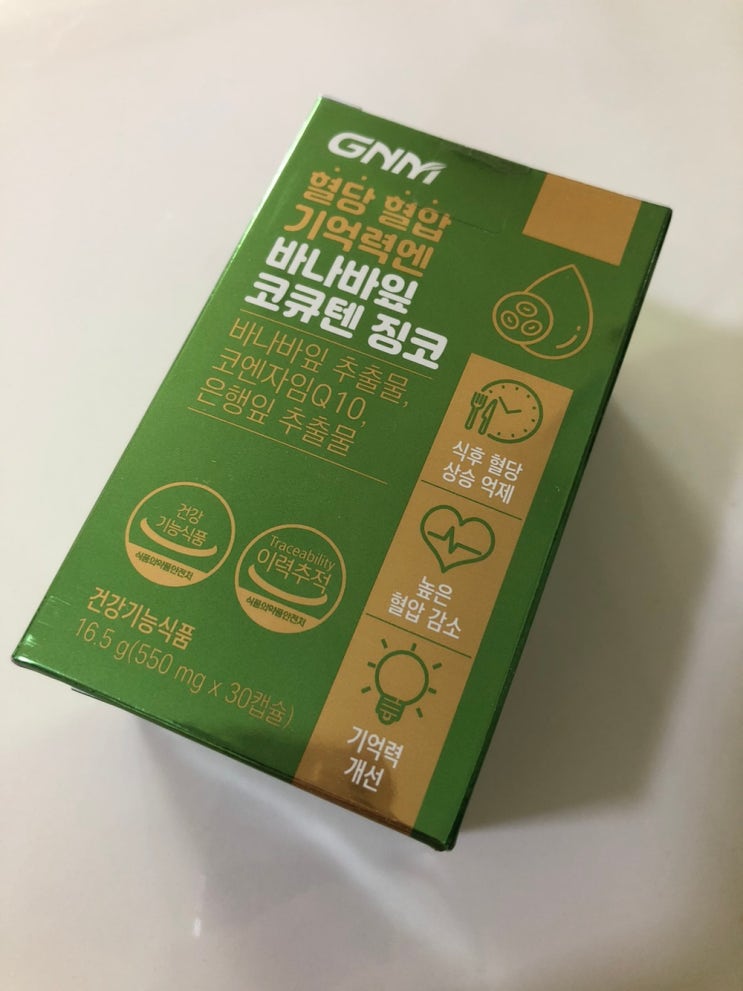 GNM
혈당 혈압
기억력엔
바나바잎
코큐텐 징코
바나바잎 추출물,
코엔자임Q10,
은행잎 추출물
식후 혈당
상승 억제
높은
혈압 감소
기억력
개선
건강
기능식품
식품의약품안전처
Traceability
이력추적
식품의약품안전처
건강기능식품
16.5 g(550 mg x 30캡슐)